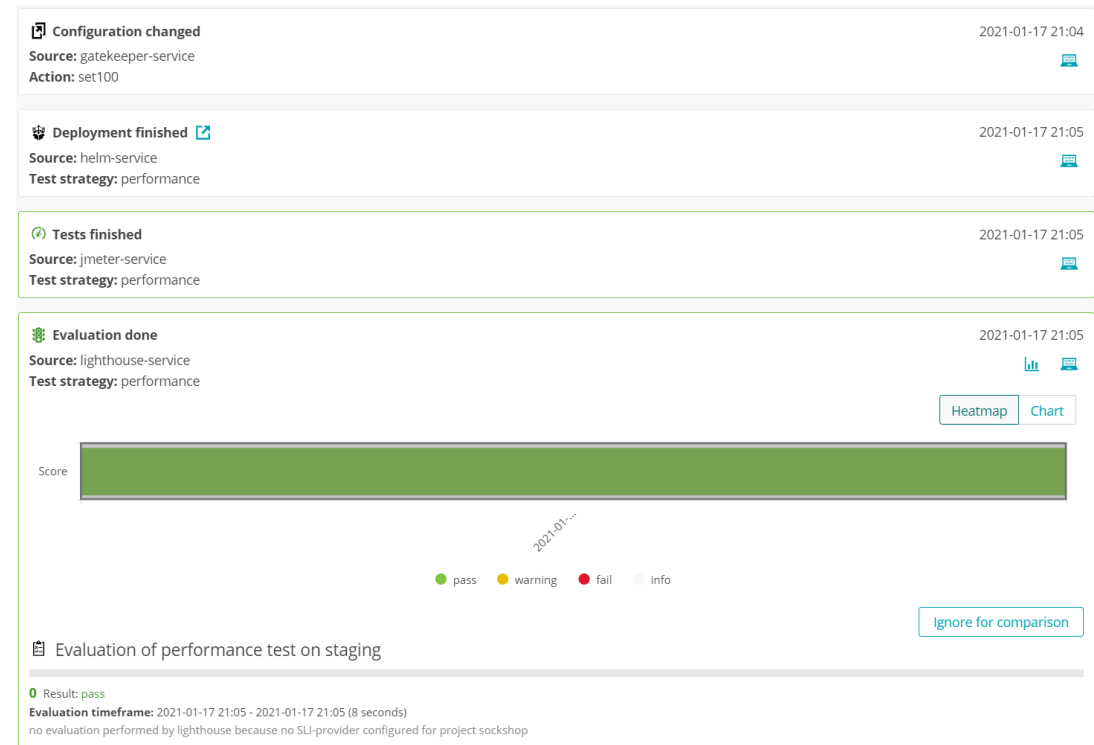 Configuration changed 2021-01-17 21:04
Source: gatekeeper-service
Action: set100
Deployment finished 2021-01-17 21:05
Source: helm-service
Test strategy: performance
Tests finished 2021-01-17 21:05
Source: jmeter-service
Test strategy: performance
Evaluation done 2021-01-17 21:05
Source: lighthouse-service
Test strategy: performance
Heatmap Chart
Score
2021-01-...
pass warning fail info
Ignore for comparison
Evaluation of performance test on staging
0 Result: pass
Evaluation timeframe: 2021-01-17 21:05 - 2021-01-17 21:05 (8 seconds)
no evaluation performed by lighthouse because no SLI-provider configured for project sockshop